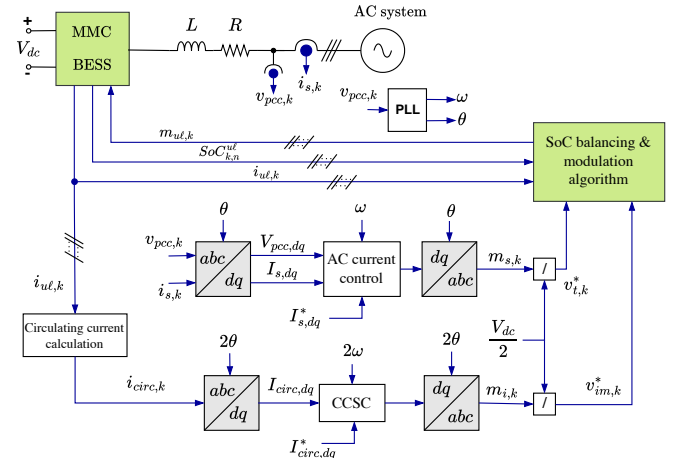 AC system
+
MMC
BESS
V_dc
-
L
R
v_pcc,k
i_s,k
v_pcc,k
PLL
ω
θ
m_uℓ,k
SoC^uℓ_k,n
i_uℓ,k
SoC balancing &
modulation
algorithm
θ
ω
θ
v_pcc,k
i_s,k
abc
dq
V_pcc,dq
I_s,dq
AC current
control
I*_s,dq
dq
abc
m_s,k
/
v*_t,k
i_uℓ,k
Circulating current
calculation
V_dc
2
2θ
2ω
2θ
i_circ,k
abc
dq
I_circ,dq
CCSC
I*_circ,dq
dq
abc
m_i,k
/
v*_im,k